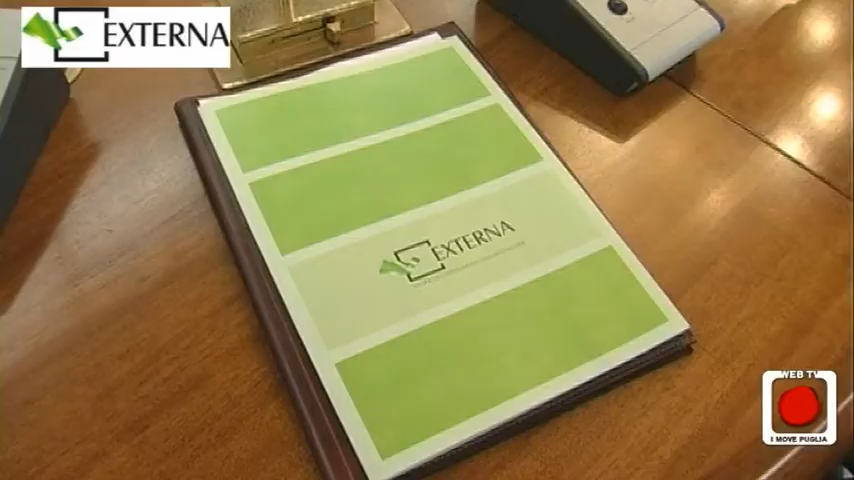 EXTERNA
EXTERNA
WEB TV
I MOVE PUGLIA